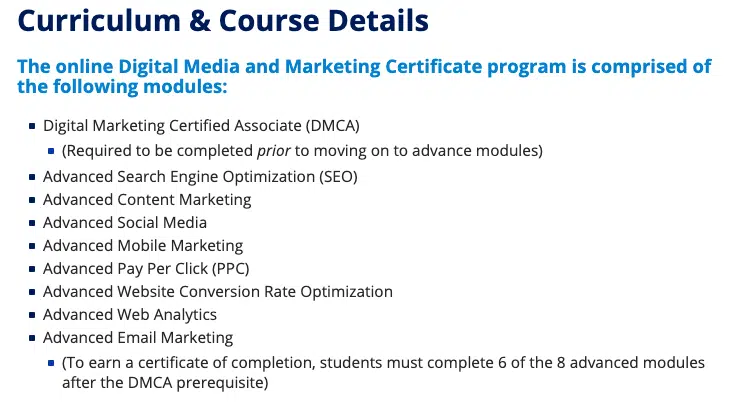 Curriculum & Course Details
The online Digital Media and Marketing Certificate program is comprised of
the following modules:
Digital Marketing Certified Associate (DMCA)
(Required to be completed prior to moving on to advance modules)
Advanced Search Engine Optimization (SEO)
Advanced Content Marketing
Advanced Social Media
Advanced Mobile Marketing
Advanced Pay Per Click (PPC)
Advanced Website Conversion Rate Optimization
Advanced Web Analytics
Advanced Email Marketing
(To earn a certificate of completion, students must complete 6 of the 8 advanced modules
after the DMCA prerequisite)